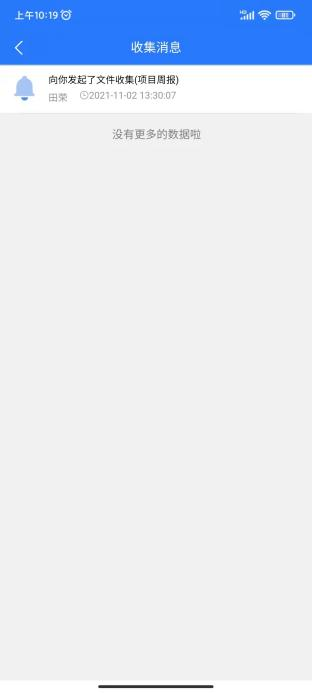 上午10:19
收集消息
向你发起了文件收集(项目周报)
田荣 2021-11-02 13:30:07
没有更多的数据啦